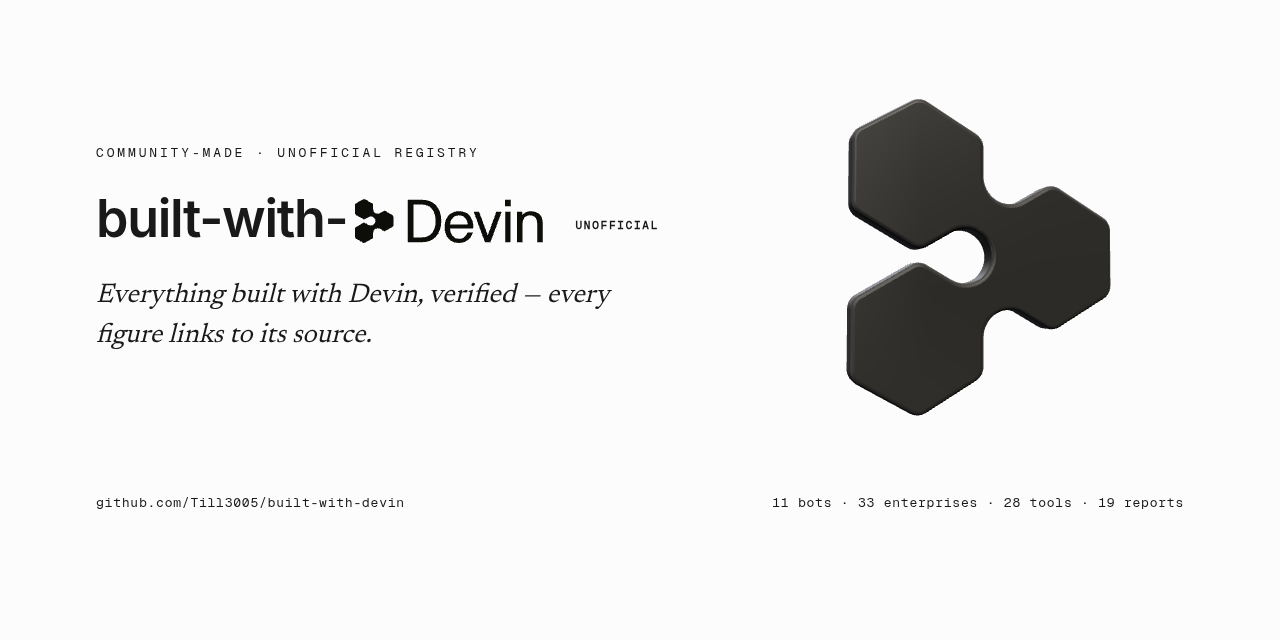 COMMUNITY-MADE · UNOFFICIAL REGISTRY
built-with- Devin UNOFFICIAL
Everything built with Devin, verified — every
figure links to its source.
github.com/Till3005/built-with-devin
11 bots · 33 enterprises · 28 tools · 19 reports